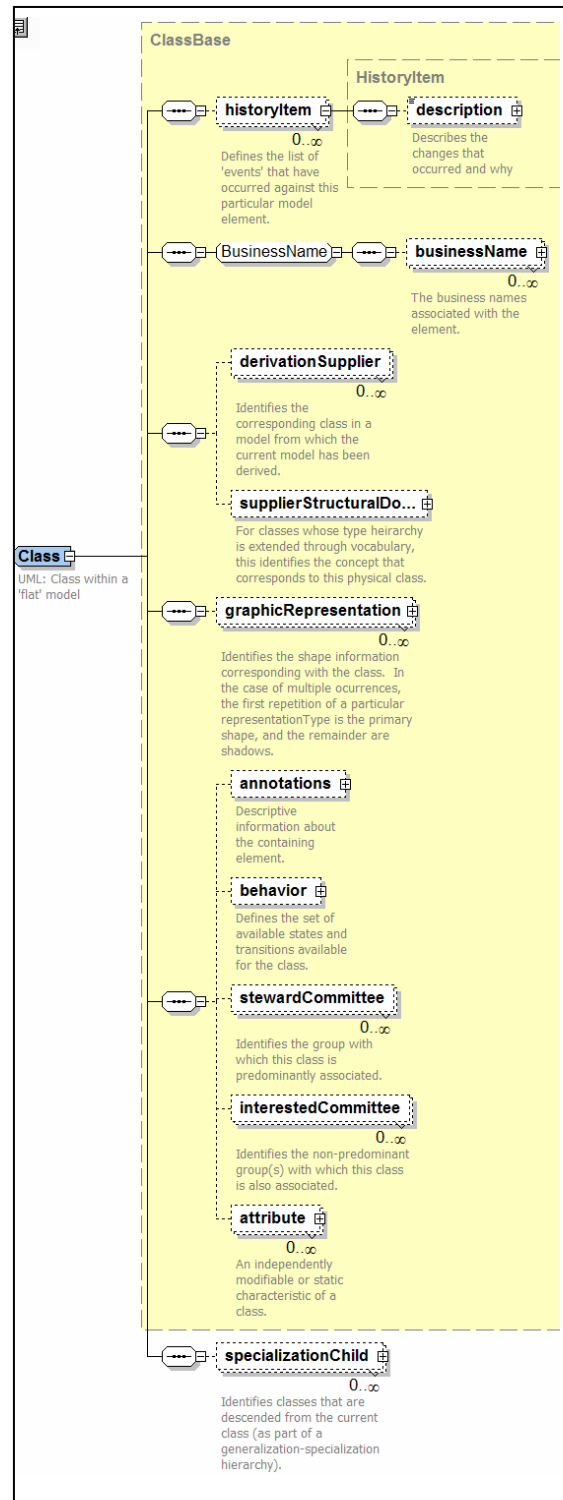 ClassBase
HistoryItem
historyItem
0..∞
Defines the list of
'events' that have
occurred against this
particular model
element.
description
Describes the
changes that
occurred and why
BusinessName
businessName
0..∞
The business names
associated with the
element.
derivationSupplier
0..∞
Identifies the
corresponding class in a
model from which the
current model has been
derived.
supplierStructuralDo...
For classes whose type heirarchy
is extended through vocabulary,
this identifies the concept that
corresponds to this physical class.
Class
UML: Class within a
'flat' model
graphicRepresentation
0..∞
Identifies the shape information
corresponding with the class. In
the case of multiple ocurrences,
the first repetition of a particular
representationType is the primary
shape, and the remainder are
shadows.
annotations
Descriptive
information about
the containing
element.
behavior
Defines the set of
available states and
transitions available
for the class.
stewardCommittee
0..∞
Identifies the group with
which this class is
predominantly associated.
interestedCommittee
0..∞
Identifies the non-predominant
group(s) with which this class
is also associated.
attribute
0..∞
An independently
modifiable or static
characteristic of a
class.
specializationChild
0..∞
Identifies classes that are
descended from the current
class (as part of a
generalization-specialization
hierarchy).